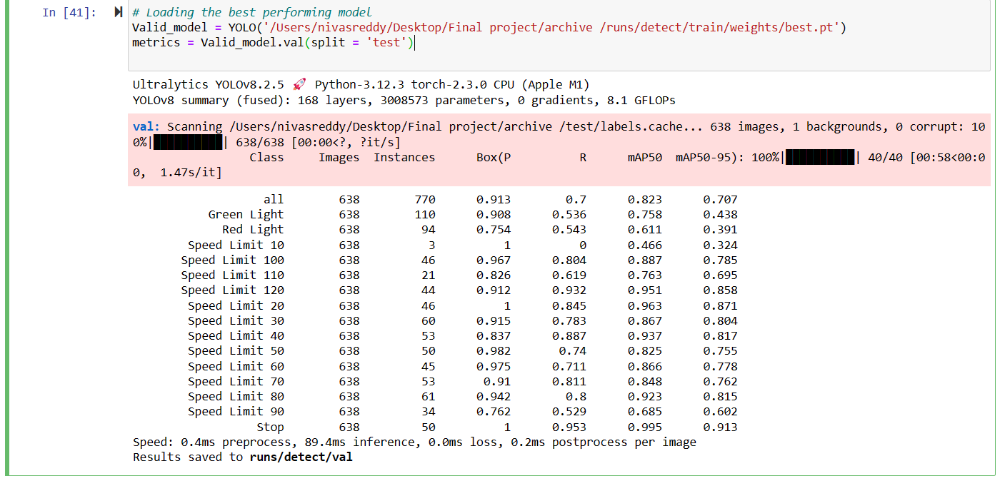 In [41]:
# Loading the best performing model
Valid_model = YOLO('/Users/nivasreddy/Desktop/Final project/archive /runs/detect/train/weights/best.pt')
metrics = Valid_model.val(split = 'test')
Ultralytics YOLOv8.2.5 🚀 Python-3.12.3 torch-2.3.0 CPU (Apple M1)
YOLOv8 summary (fused): 168 layers, 3008573 parameters, 0 gradients, 8.1 GFLOPs
val: Scanning /Users/nivasreddy/Desktop/Final project/archive /test/labels.cache... 638 images, 1 backgrounds, 0 corrupt: 10
0%|██████████| 638/638 [00:00<?, ?it/s]
Class Images Instances Box(P R mAP50 mAP50-95): 100%|██████████| 40/40 [00:58<00:0
0, 1.47s/it]
all 638 770 0.913 0.7 0.823 0.707
Green Light 638 110 0.908 0.536 0.758 0.438
Red Light 638 94 0.754 0.543 0.611 0.391
Speed Limit 10 638 3 1 0 0.466 0.324
Speed Limit 100 638 46 0.967 0.804 0.887 0.785
Speed Limit 110 638 21 0.826 0.619 0.763 0.695
Speed Limit 120 638 44 0.912 0.932 0.951 0.858
Speed Limit 20 638 46 1 0.845 0.963 0.871
Speed Limit 30 638 60 0.915 0.783 0.867 0.804
Speed Limit 40 638 53 0.837 0.887 0.937 0.817
Speed Limit 50 638 50 0.982 0.74 0.825 0.755
Speed Limit 60 638 45 0.975 0.711 0.866 0.778
Speed Limit 70 638 53 0.91 0.811 0.848 0.762
Speed Limit 80 638 61 0.942 0.8 0.923 0.815
Speed Limit 90 638 34 0.762 0.529 0.685 0.602
Stop 638 50 1 0.953 0.995 0.913
Speed: 0.4ms preprocess, 89.4ms inference, 0.0ms loss, 0.2ms postprocess per image
Results saved to runs/detect/val